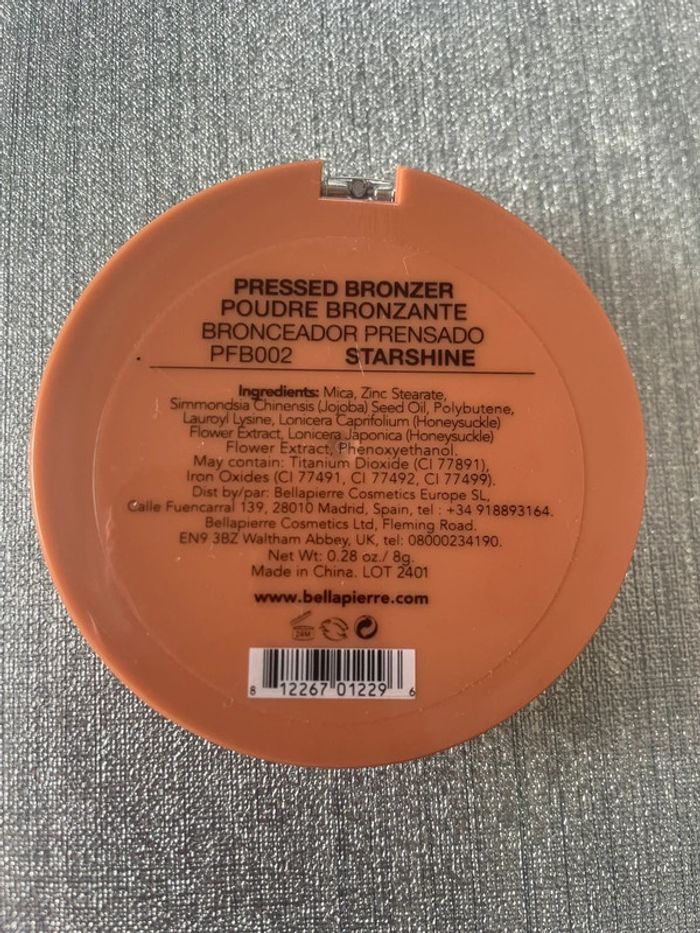 PRESSED BRONZER
POUDRE BRONZANTE
BRONCEADOR PRENSADO
PFB002 STARSHINE
Ingredients: Mica, Zinc Stearate,
Simmondsia Chinensis (Jojoba) Seed Oil, Polybutene,
Lauroyl Lysine, Lonicera Caprifolium (Honeysuckle)
Flower Extract, Lonicera Japonica (Honeysuckle)
Flower Extract, Phenoxyethanol.
May contain: Titanium Dioxide (CI 77891),
Iron Oxides (CI 77491, CI 77492, CI 77499).
Dist by/par: Bellapierre Cosmetics Europe SL,
Calle Fuencarral 139, 28010 Madrid, Spain, tel : +34 918893164.
Bellapierre Cosmetics Ltd, Fleming Road.
EN9 3BZ Waltham Abbey, UK, tel: 08000234190.
Net Wt: 0.28 oz./ 8g.
Made in China. LOT 2401
www.bellapierre.com
24M
8 12267 01229 6